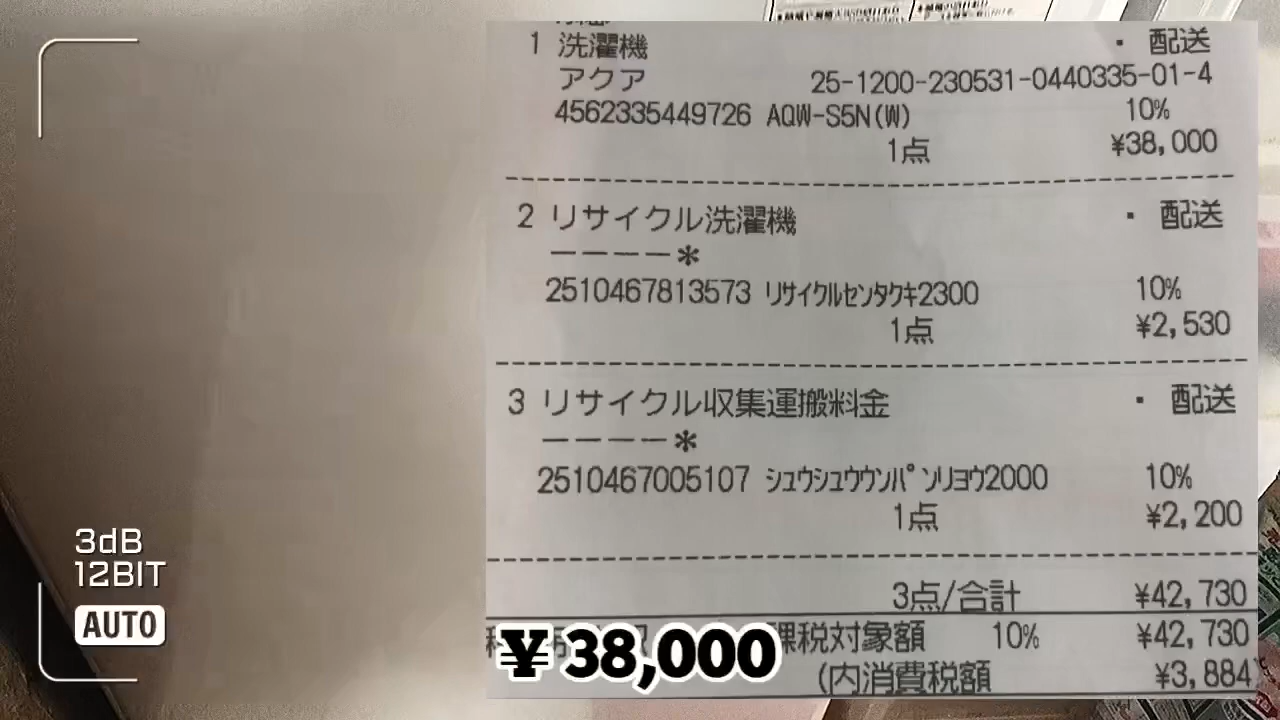 1 洗濯機 ・ 配送
アクア 25-1200-230531-0440335-01-4
4562335449726 AQW-S5N(W) 10%
1点 ¥38,000
2 リサイクル洗濯機 ・ 配送
ーーーー*
2510467813573 ﾘｻｲｸﾙｾﾝﾀｸｷ2300 10%
1点 ¥2,530
3 リサイクル収集運搬料金 ・ 配送
ーーーー*
2510467005107 ｼｭｳｼｭｳｳﾝﾊﾟﾝﾘﾖｳ2000 10%
1点 ¥2,200
3点/合計 ¥42,730
課税対象額 10% ¥42,730
(内消費税額 ¥3,884)
¥38,000
3dB
12BIT
AUTO